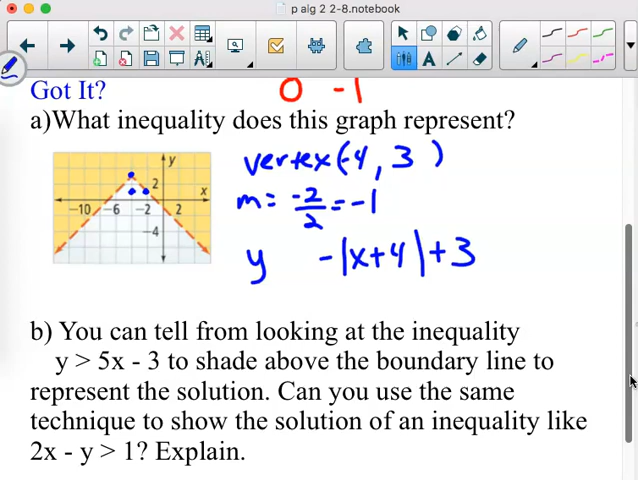 p alg 2 2-8.notebook
A
Got It?
0 -1
a)What inequality does this graph represent?
y
2
x
-10 -6 -2 2
-4
vertex(-4, 3 )
m = -2/2 = -1
y -|x+4|+3
b) You can tell from looking at the inequality
y > 5x - 3 to shade above the boundary line to
represent the solution. Can you use the same
technique to show the solution of an inequality like
2x - y > 1? Explain.